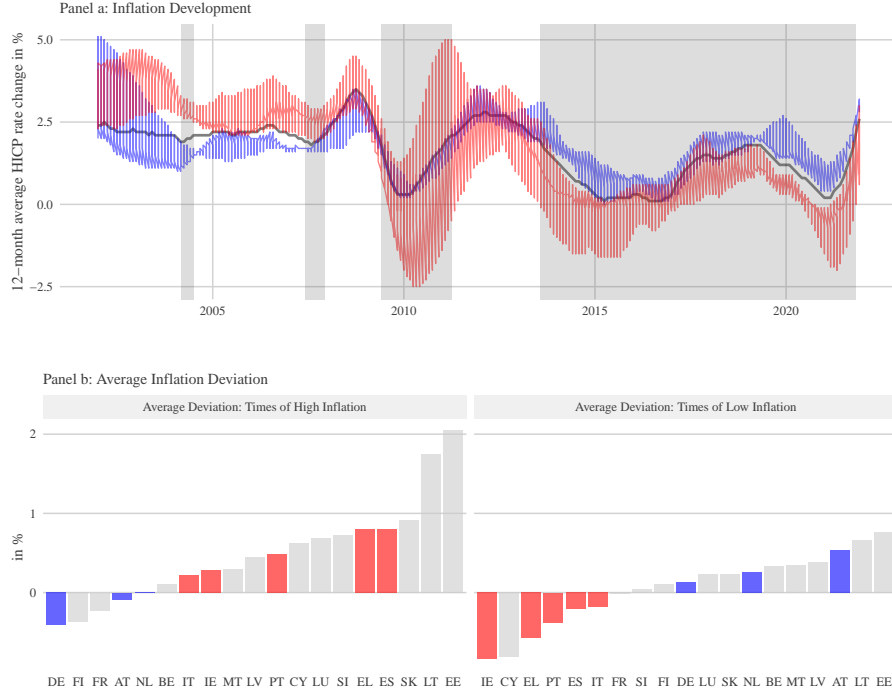 Panel a: Inflation Development
12-month average HICP rate change in %
5.0
2.5
0.0
−2.5
2005 2010 2015 2020
Panel b: Average Inflation Deviation
Average Deviation: Times of High Inflation Average Deviation: Times of Low Inflation
in %
2
1
0
DE FI FR AT NL BE IT IE MT LV PT CY LU SI EL ES SK LT EE IE CY EL PT ES IT FR SI FI DE LU SK NL BE MT LV AT LT EE